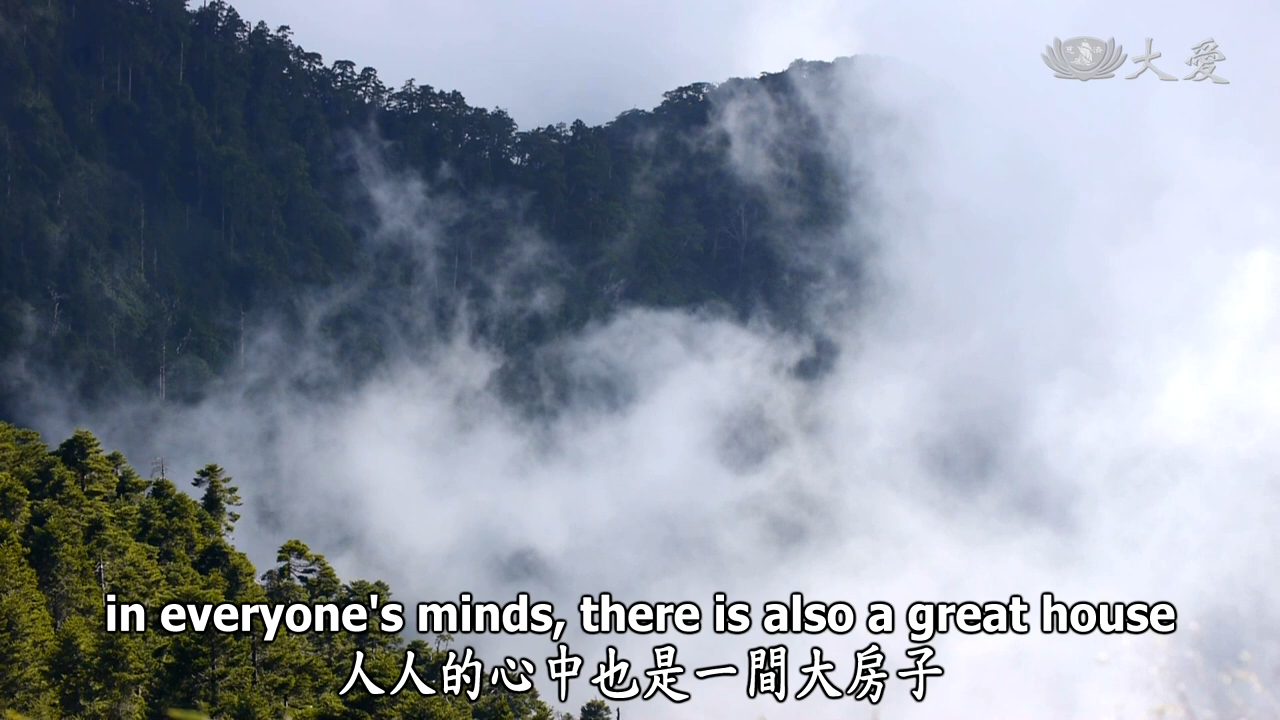 大愛
in everyone's minds, there is also a great house
人人的心中也是一間大房子